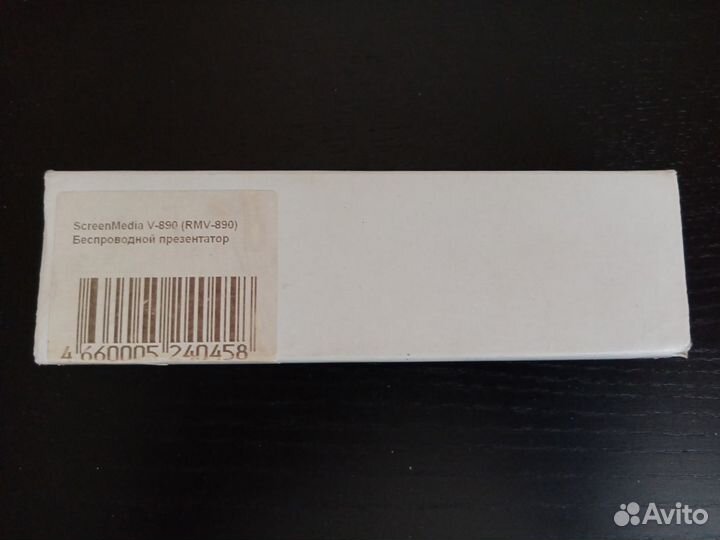 ScreenMedia V-890 (RMV-890)
Беспроводной презентатор
4 660005 240458
Avito